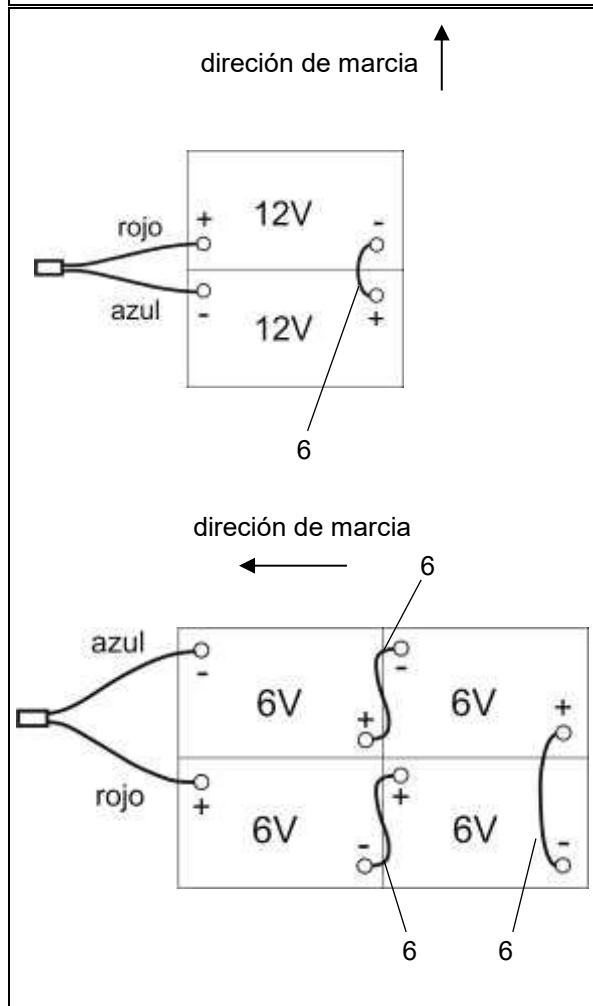 direción de marcia
rojo + 12V -
azul - 12V +
6
direción de marcia
6
azul - 6V + - 6V +
rojo + 6V - + 6V -
6 6